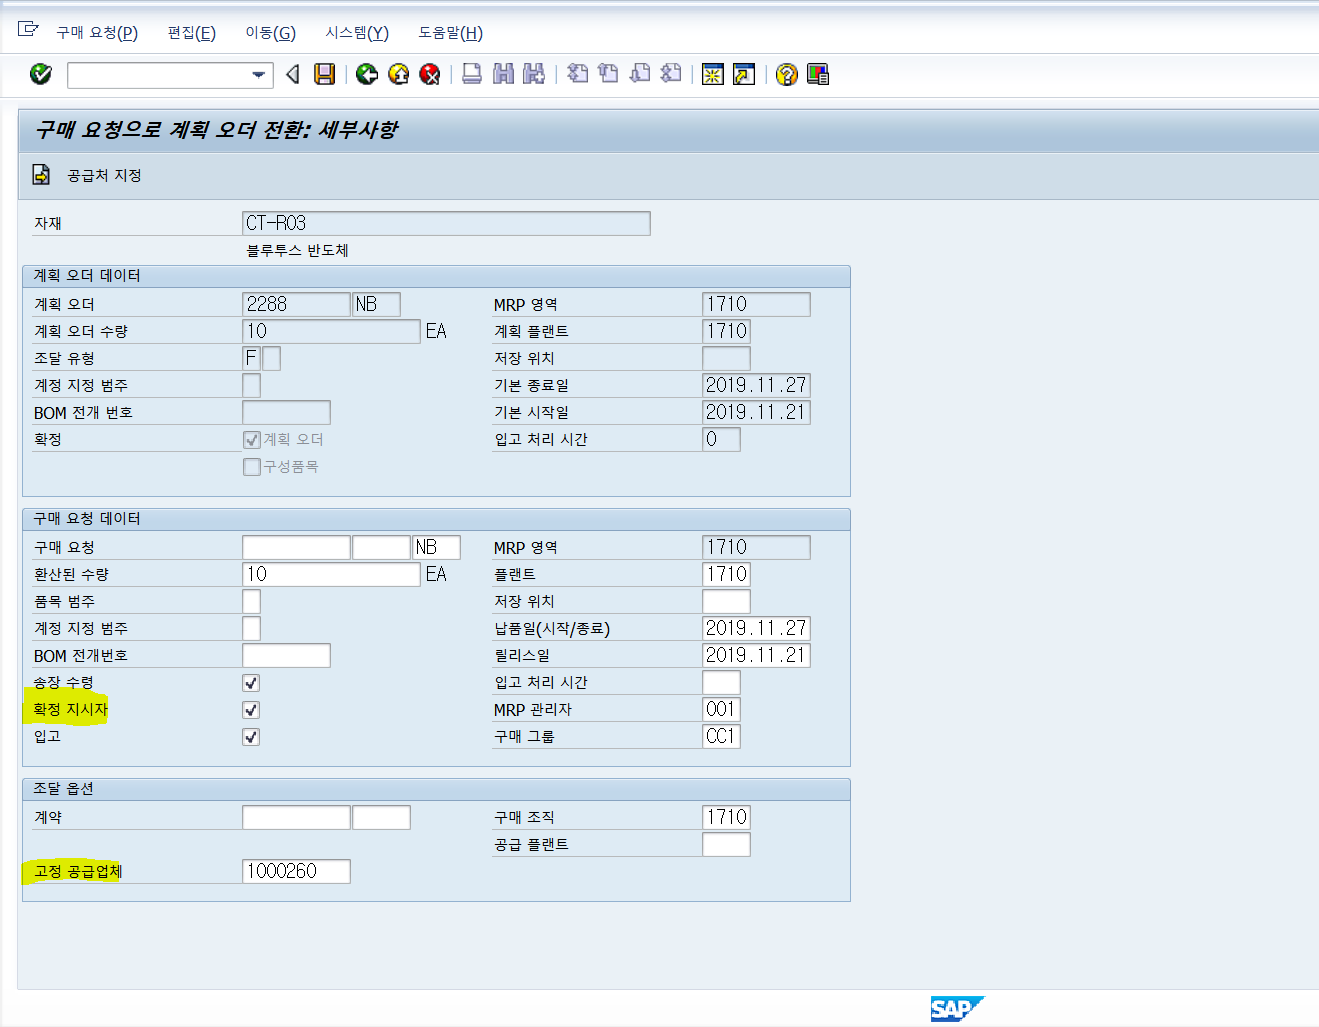 구매 요청(P) 편집(E) 이동(G) 시스템(Y) 도움말(H)
구매 요청으로 계획 오더 전환: 세부사항
공급처 지정
자재 CT-R03
블루투스 반도체
계획 오더 데이터
계획 오더 2288 NB MRP 영역 1710
계획 오더 수량 10 EA 계획 플랜트 1710
조달 유형 F 저장 위치
계정 지정 범주 기본 종료일 2019.11.27
BOM 전개 번호 기본 시작일 2019.11.21
확정 계획 오더 입고 처리 시간 0
구성품목
구매 요청 데이터
구매 요청 NB MRP 영역 1710
환산된 수량 10 EA 플랜트 1710
품목 범주 저장 위치
계정 지정 범주 납품일(시작/종료) 2019.11.27
BOM 전개번호 릴리스일 2019.11.21
송장 수령 입고 처리 시간
확정 지시자 MRP 관리자 001
입고 구매 그룹 CC1
조달 옵션
계약 구매 조직 1710
공급 플랜트
고정 공급업체 1000260
SAP